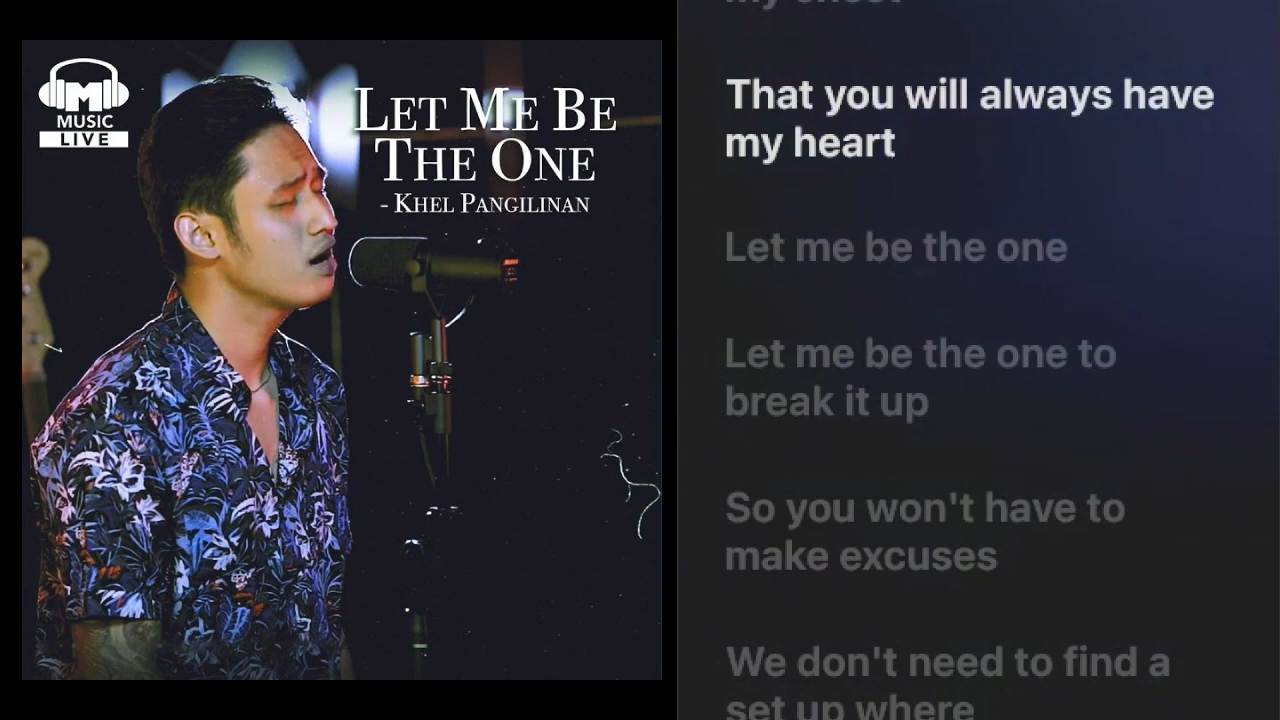 M
MUSIC
LIVE
LET ME BE
THE ONE
- KHEL PANGILINAN
That you will always have
my heart
Let me be the one
Let me be the one to
break it up
So you won't have to
make excuses
We don't need to find a
set up where